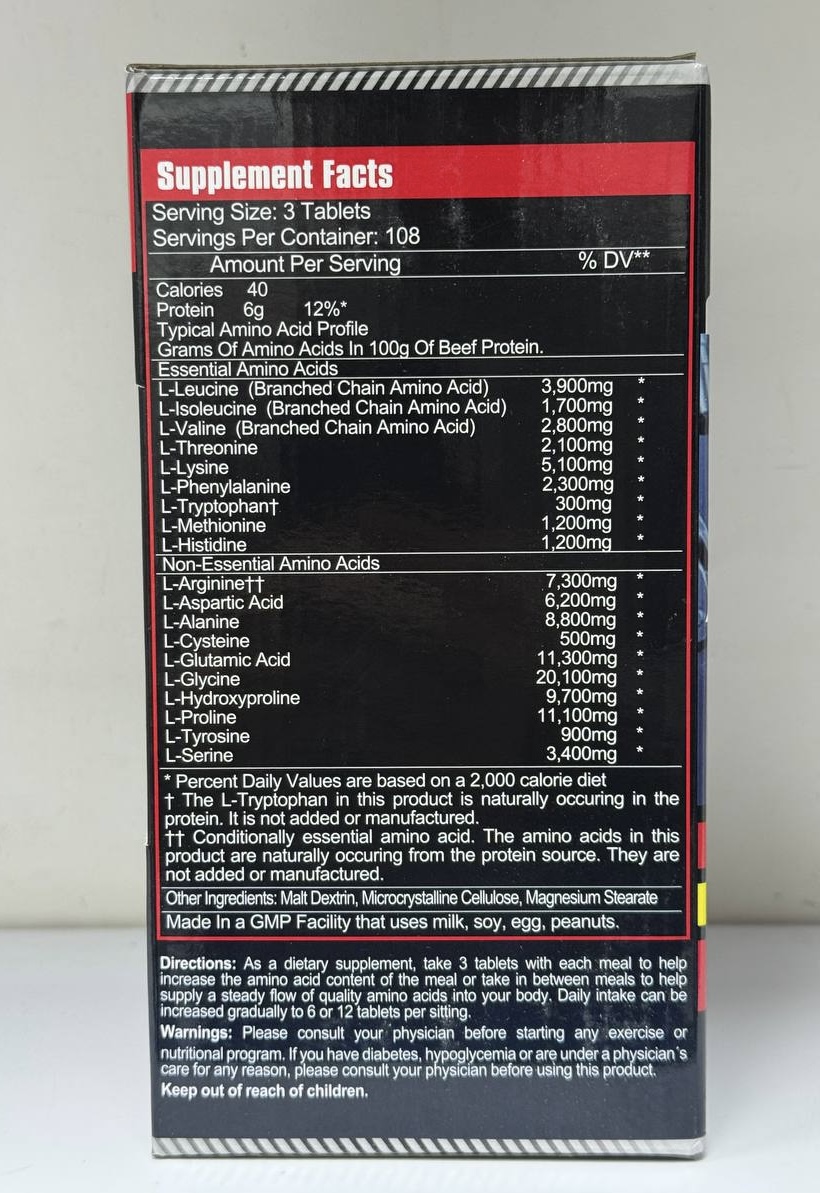 Supplement Facts
Serving Size: 3 Tablets
Servings Per Container: 108
Amount Per Serving % DV**
Calories 40
Protein 6g 12%*
Typical Amino Acid Profile
Grams Of Amino Acids In 100g Of Beef Protein.
Essential Amino Acids
L-Leucine (Branched Chain Amino Acid) 3,900mg *
L-Isoleucine (Branched Chain Amino Acid) 1,700mg *
L-Valine (Branched Chain Amino Acid) 2,800mg *
L-Threonine 2,100mg *
L-Lysine 5,100mg *
L-Phenylalanine 2,300mg *
L-Tryptophan† 300mg *
L-Methionine 1,200mg *
L-Histidine 1,200mg *
Non-Essential Amino Acids
L-Arginine†† 7,300mg *
L-Aspartic Acid 6,200mg *
L-Alanine 8,800mg *
L-Cysteine 500mg *
L-Glutamic Acid 11,300mg *
L-Glycine 20,100mg *
L-Hydroxyproline 9,700mg *
L-Proline 11,100mg *
L-Tyrosine 900mg *
L-Serine 3,400mg *
* Percent Daily Values are based on a 2,000 calorie diet
† The L-Tryptophan in this product is naturally occuring in the
protein. It is not added or manufactured.
†† Conditionally essential amino acid. The amino acids in this
product are naturally occuring from the protein source. They are
not added or manufactured.
Other Ingredients: Malt Dextrin, Microcrystalline Cellulose, Magnesium Stearate
Made In a GMP Facility that uses milk, soy, egg, peanuts.
Directions: As a dietary supplement, take 3 tablets with each meal to help
increase the amino acid content of the meal or take in between meals to help
supply a steady flow of quality amino acids into your body. Daily intake can be
increased gradually to 6 or 12 tablets per sitting.
Warnings: Please consult your physician before starting any exercise or
nutritional program. If you have diabetes, hypoglycemia or are under a physician's
care for any reason, please consult your physician before using this product.
Keep out of reach of children.